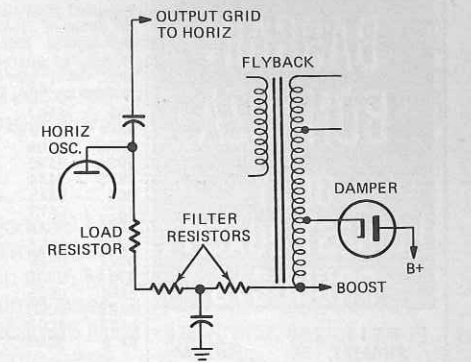 OUTPUT GRID
TO HORIZ
FLYBACK
HORIZ
OSC.
DAMPER
LOAD
RESISTOR
FILTER
RESISTORS
B+
BOOST